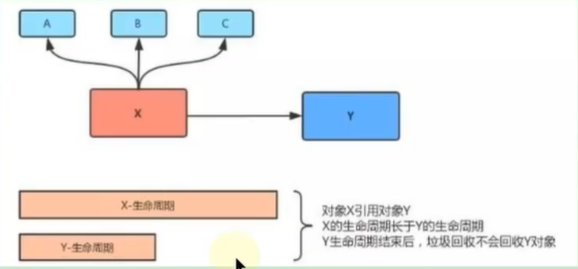 A
B
C
X
Y
X-生命周期
Y-生命周期
对象X引用对象Y
X的生命周期长于Y的生命周期
Y生命周期结束后，垃圾回收不会回收Y对象